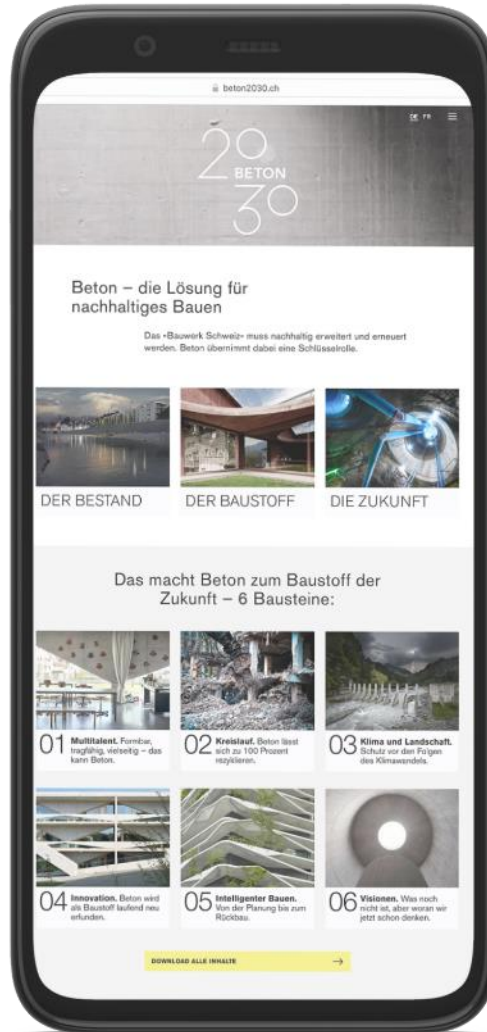 beton2030.ch
DE FR
20
BETON
30
Beton – die Lösung für
nachhaltiges Bauen
Das «Bauwerk Schweiz» muss nachhaltig erweitert und erneuert
werden. Beton übernimmt dabei eine Schlüsselrolle.
DER BESTAND
DER BAUSTOFF
DIE ZUKUNFT
Das macht Beton zum Baustoff der
Zukunft – 6 Bausteine:
01 Multitalent. Formbar,
tragfähig, vielseitig – das
kann Beton.
02 Kreislauf. Beton lässt
sich zu 100 Prozent
rezyklieren.
03 Klima und Landschaft.
Schutz vor den Folgen
des Klimawandels.
04 Innovation. Beton wird
als Baustoff laufend neu
erfunden.
05 Intelligenter Bauen.
Von der Planung bis zum
Rückbau.
06 Visionen. Was noch
nicht ist, aber woran wir
jetzt schon denken.
DOWNLOAD ALLE INHALTE →